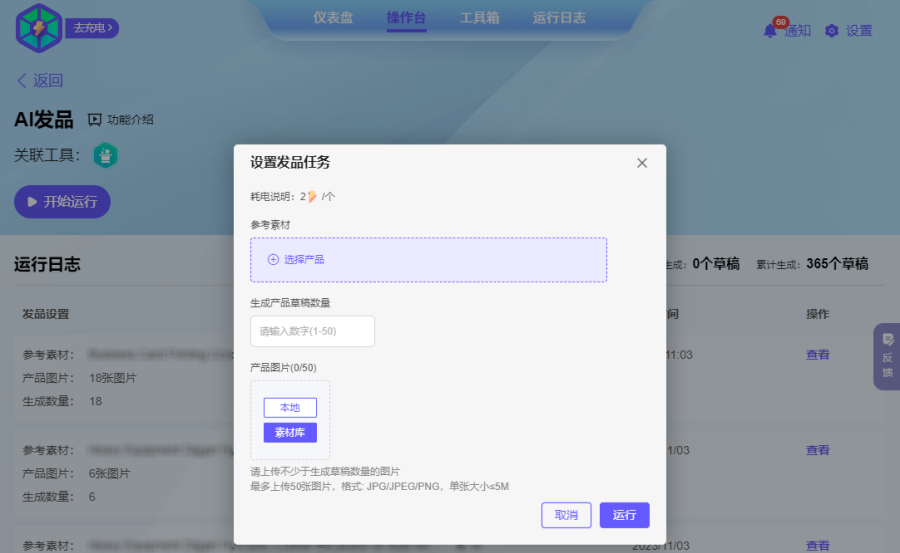 去充电>
仪表盘
操作台
工具箱
运行日志
69
通知
设置
返回
AI发品
功能介绍
关联工具：
开始运行
运行日志
生成：0个草稿
累计生成：365个草稿
发品设置
间
操作
参考素材：
产品图片：18张图片
生成数量：18
11:03
查看
参考素材：
产品图片：6张图片
生成数量：6
1/03
查看
参考素材：
2023/11/03
查看
设置发品任务
耗电说明：2 /个
参考素材
选择产品
生成产品草稿数量
请输入数字(1-50)
产品图片(0/50)
本地
素材库
请上传不少于生成草稿数量的图片
最多上传50张图片，格式: JPG/JPEG/PNG，单张大小≤5M
取消
运行
反馈